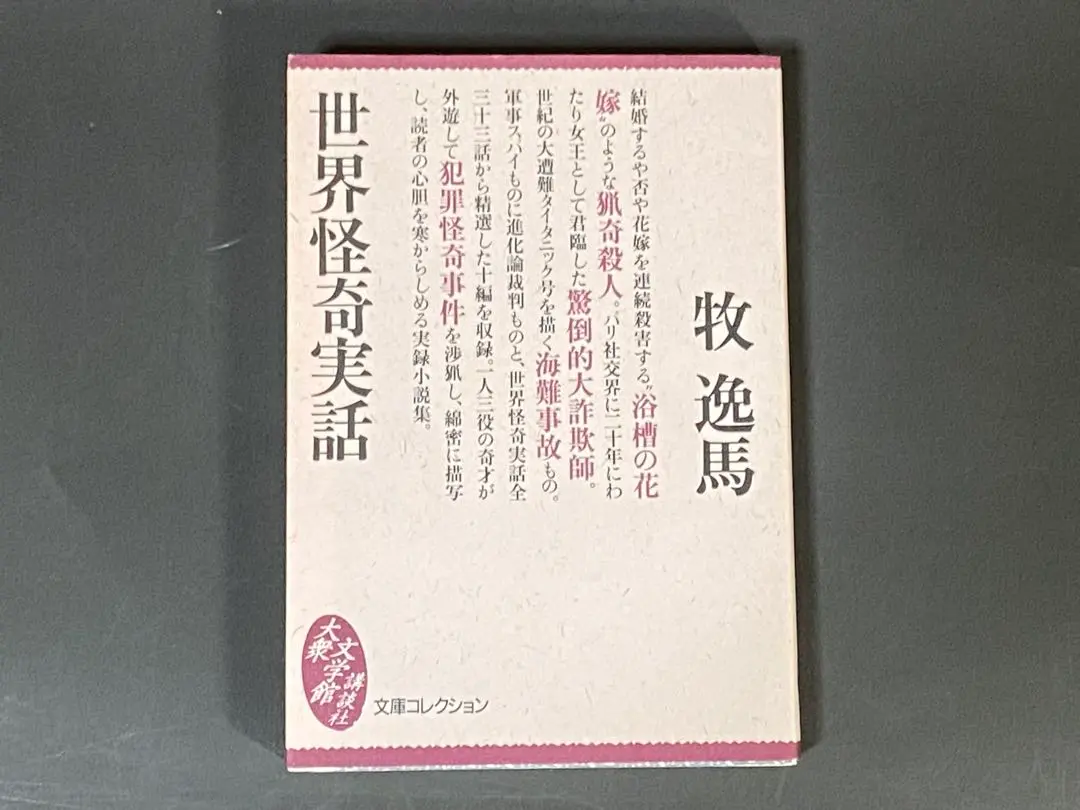 牧 逸馬
結婚するや否や花嫁を連続殺害する〝浴槽の花
嫁〟のような猟奇殺人。パリ社交界に二十年にわ
たり女王として君臨した驚倒的大詐欺師。
世紀の大遭難タイタニック号を描く海難事故もの。
軍事スパイものに進化論裁判ものと、世界怪奇実話全
三十三話から精選した十編を収録。一人三役の奇才が
外遊して犯罪怪奇事件を渉猟し、綿密に描写
し、読者の心胆を寒からしめる実録小説集。
世界怪奇実話
大衆
文学館
講談社
文庫コレクション